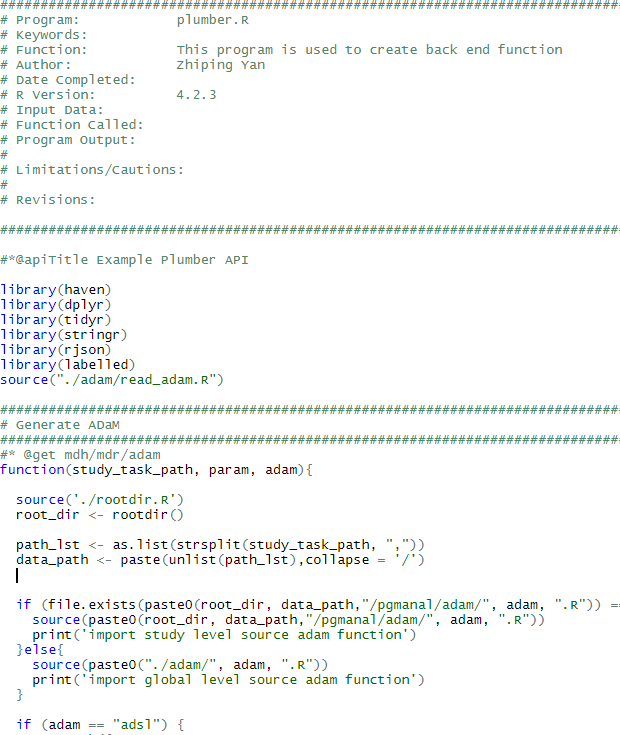 ################################################################################
# Program:            plumber.R
# Keywords:
# Function:           This program is used to create back end function
# Author:             Zhiping Yan
# Date Completed:
# R Version:          4.2.3
# Input Data:
# Function Called:
# Program Output:
#
# Limitations/Cautions:
#
# Revisions:
################################################################################
#*@apiTitle Example Plumber API
library(haven)
library(dplyr)
library(tidyr)
library(stringr)
library(rjson)
library(labelled)
source("./adam/read_adam.R")
################################################################################
# Generate ADaM
################################################################################
#* @get mdh/mdr/adam
function(study_task_path, param, adam){
  source('./rootdir.R')
  root_dir <- rootdir()
  path_lst <- as.list(strsplit(study_task_path, ","))
  data_path <- paste(unlist(path_lst),collapse = '/')
  if (file.exists(paste0(root_dir, data_path,"/pgmanal/adam/", adam, ".R")) ==
    source(paste0(root_dir, data_path,"/pgmanal/adam/", adam, ".R"))
    print('import study level source adam function')
  }else{
    source(paste0("./adam/", adam, ".R"))
    print('import global level source adam function')
  }
  if (adam == "adsl") {